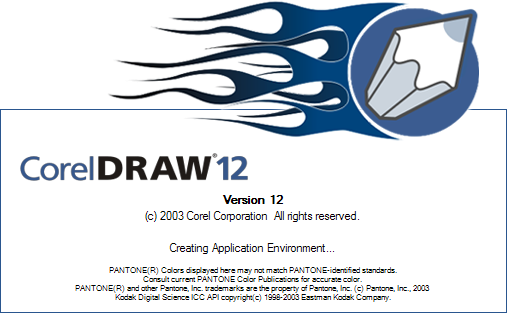 CorelDRAW® 12
Version 12
(c) 2003 Corel Corporation All rights reserved.
Creating Application Environment...
PANTONE(R) Colors displayed here may not match PANTONE-identified standards.
Consult current PANTONE Color Publications for accurate color.
PANTONE(R) and other Pantone, Inc. trademarks are the property of Pantone, Inc. (c) Pantone, Inc., 2003
Kodak Digital Science ICC API copyright(c) 1998-2003 Eastman Kodak Company.